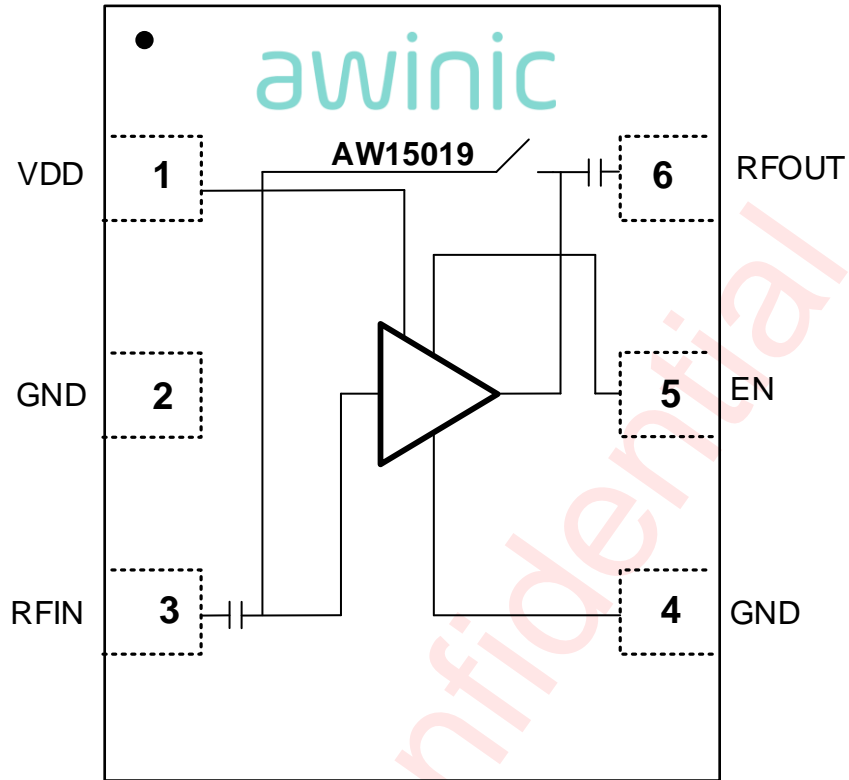 awinic
AW15019
VDD
1
6
RFOUT
GND
2
5
EN
RFIN
3
4
GND
nfidential